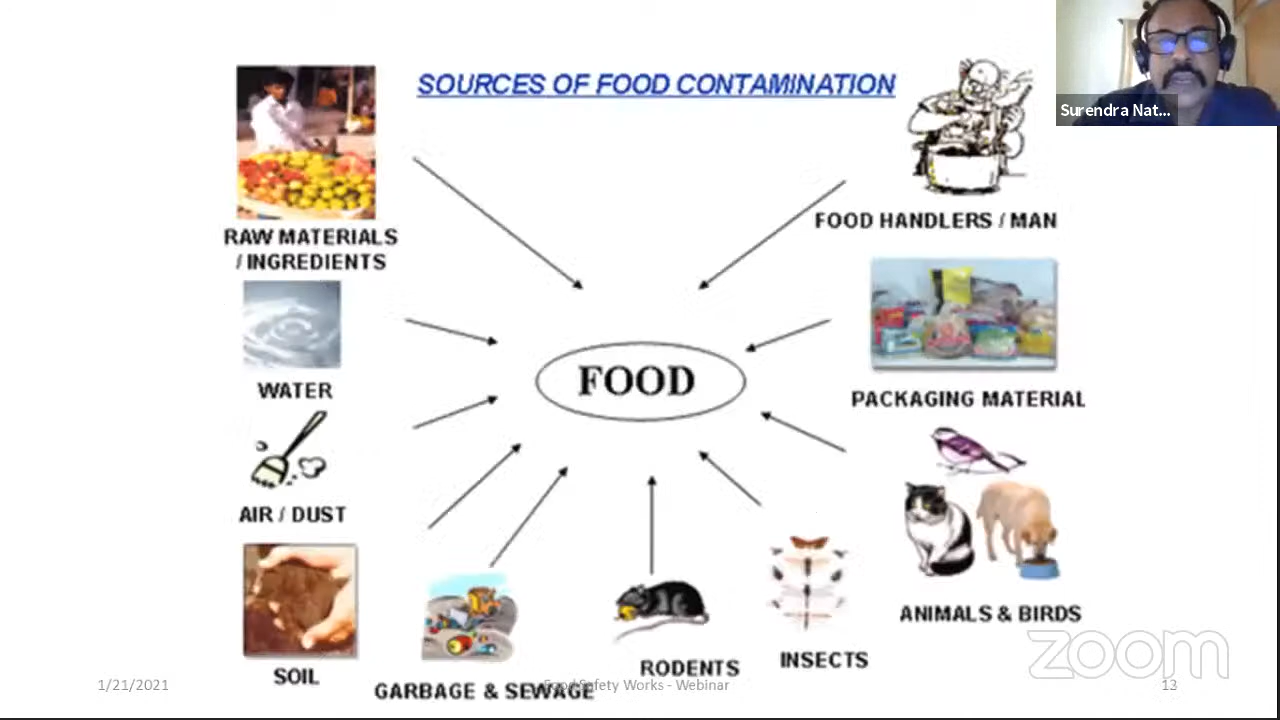 SOURCES OF FOOD CONTAMINATION
Surendra Nat...
RAW MATERIALS
/ INGREDIENTS
FOOD HANDLERS / MAN
WATER
FOOD
PACKAGING MATERIAL
AIR / DUST
SOIL
GARBAGE & SEWAGE
RODENTS
INSECTS
ANIMALS & BIRDS
zoom
1/21/2021
Food Safety Works - Webinar
13